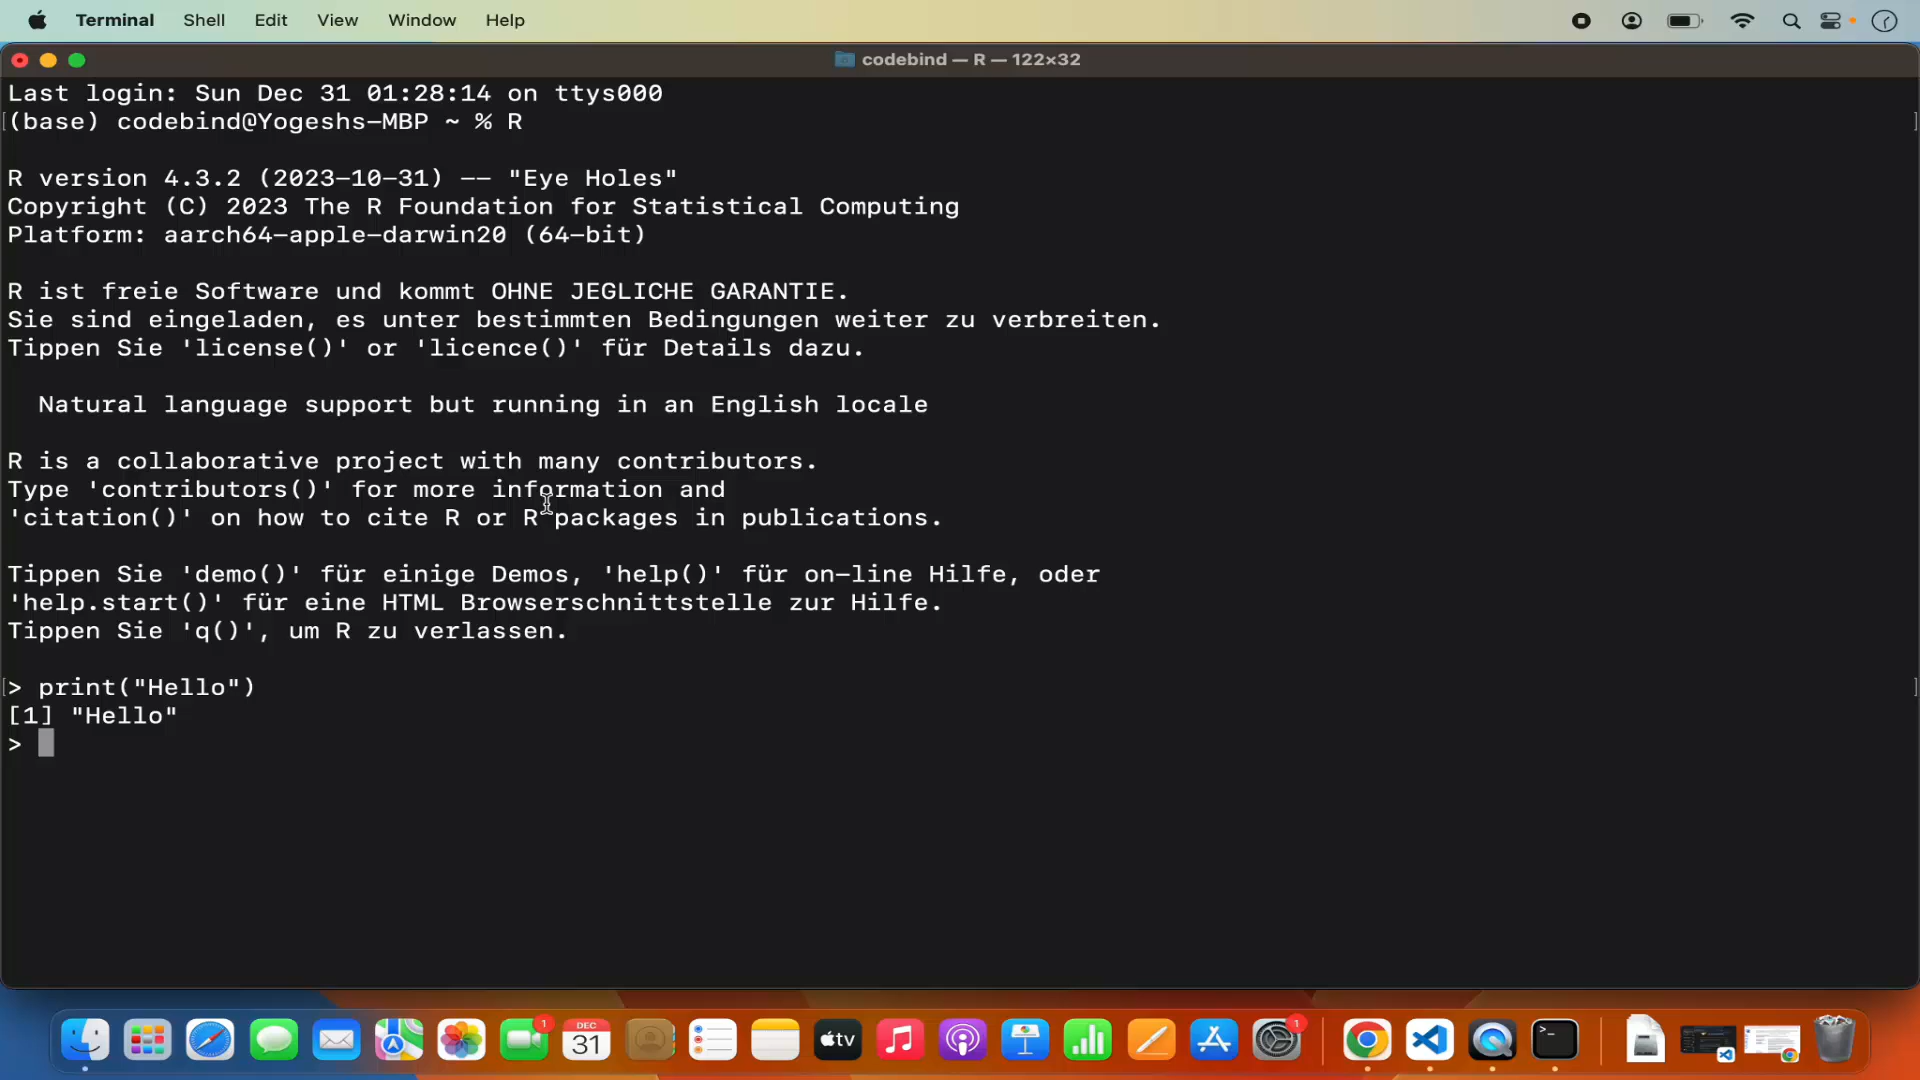 Terminal Shell Edit View Window Help
codebind — R — 122×32
Last login: Sun Dec 31 01:28:14 on ttys000
(base) codebind@Yogeshs-MBP ~ % R
R version 4.3.2 (2023-10-31) -- "Eye Holes"
Copyright (C) 2023 The R Foundation for Statistical Computing
Platform: aarch64-apple-darwin20 (64-bit)
R ist freie Software und kommt OHNE JEGLICHE GARANTIE.
Sie sind eingeladen, es unter bestimmten Bedingungen weiter zu verbreiten.
Tippen Sie 'license()' or 'licence()' für Details dazu.
Natural language support but running in an English locale
R is a collaborative project with many contributors.
Type 'contributors()' for more information and
'citation()' on how to cite R or R packages in publications.
Tippen Sie 'demo()' für einige Demos, 'help()' für on-line Hilfe, oder
'help.start()' für eine HTML Browserschnittstelle zur Hilfe.
Tippen Sie 'q()', um R zu verlassen.
> print("Hello")
[1] "Hello"
>
1
DEC
31
tv
1